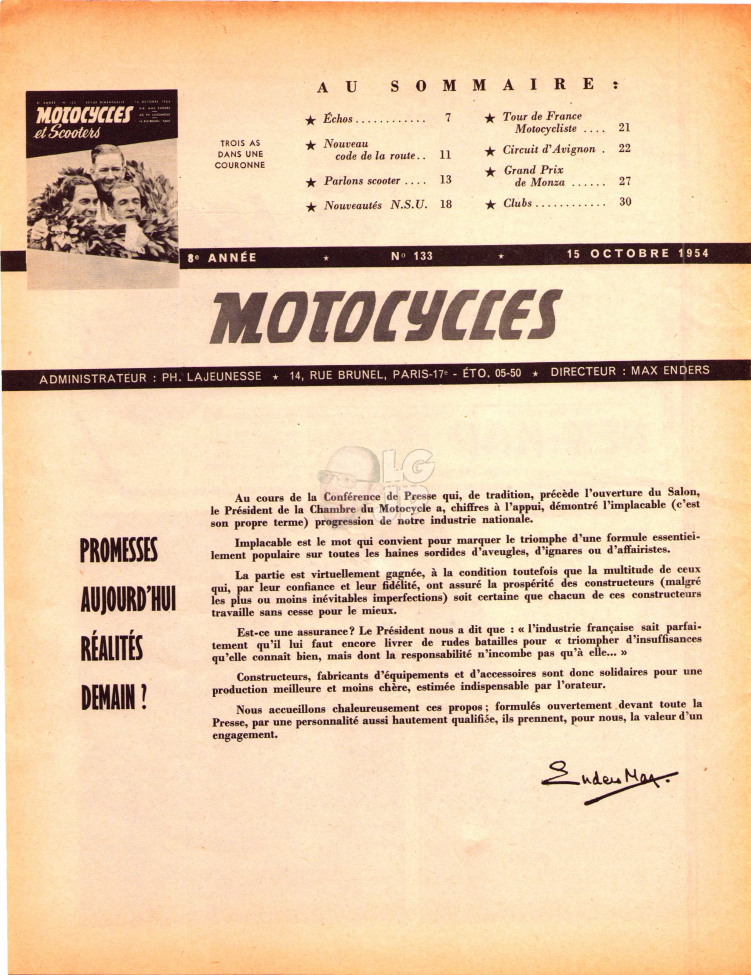 AU SOMMAIRE :
MOTOCYCLES
et Scooters
TROIS AS
DANS UNE
COURONNE
★ Échos ............ 7
★ Nouveau
code de la route.. 11
★ Parlons scooter .... 13
★ Nouveautés N.S.U. 18
★ Tour de France
Motocycliste .... 21
★ Circuit d'Avignon . 22
★ Grand Prix
de Monza ...... 27
★ Clubs ............ 30
8e ANNÉE ★ No 133 ★ 15 OCTOBRE 1954
MOTOCYCLES
ADMINISTRATEUR : PH. LAJEUNESSE ★ 14, RUE BRUNEL, PARIS-17e - ÉTO. 05-50 ★ DIRECTEUR : MAX ENDERS
LG
PROMESSES
AUJOURD'HUI
RÉALITÉS
DEMAIN ?
Au cours de la Conférence de Presse qui, de tradition, précède l'ouverture du Salon,
le Président de la Chambre du Motocycle a, chiffres à l'appui, démontré l'implacable (c'est
son propre terme) progression de notre industrie nationale.
Implacable est le mot qui convient pour marquer le triomphe d'une formule essentiel-
lement populaire sur toutes les haines sordides d'aveugles, d'ignares ou d'affairistes.
La partie est virtuellement gagnée, à la condition toutefois que la multitude de ceux
qui, par leur confiance et leur fidélité, ont assuré la prospérité des constructeurs (malgré
les plus ou moins inévitables imperfections) soit certaine que chacun de ces constructeurs
travaille sans cesse pour le mieux.
Est-ce une assurance? Le Président nous a dit que : « l'industrie française sait parfai-
tement qu'il lui faut encore livrer de rudes batailles pour « triompher d'insuffisances
qu'elle connaît bien, mais dont la responsabilité n'incombe pas qu'à elle... »
Constructeurs, fabricants d'équipements et d'accessoires sont donc solidaires pour une
production meilleure et moins chère, estimée indispensable par l'orateur.
Nous accueillons chaleureusement ces propos ; formulés ouvertement devant toute la
Presse, par une personnalité aussi hautement qualifiée, ils prennent, pour nous, la valeur d'un
engagement.
Enders Max.